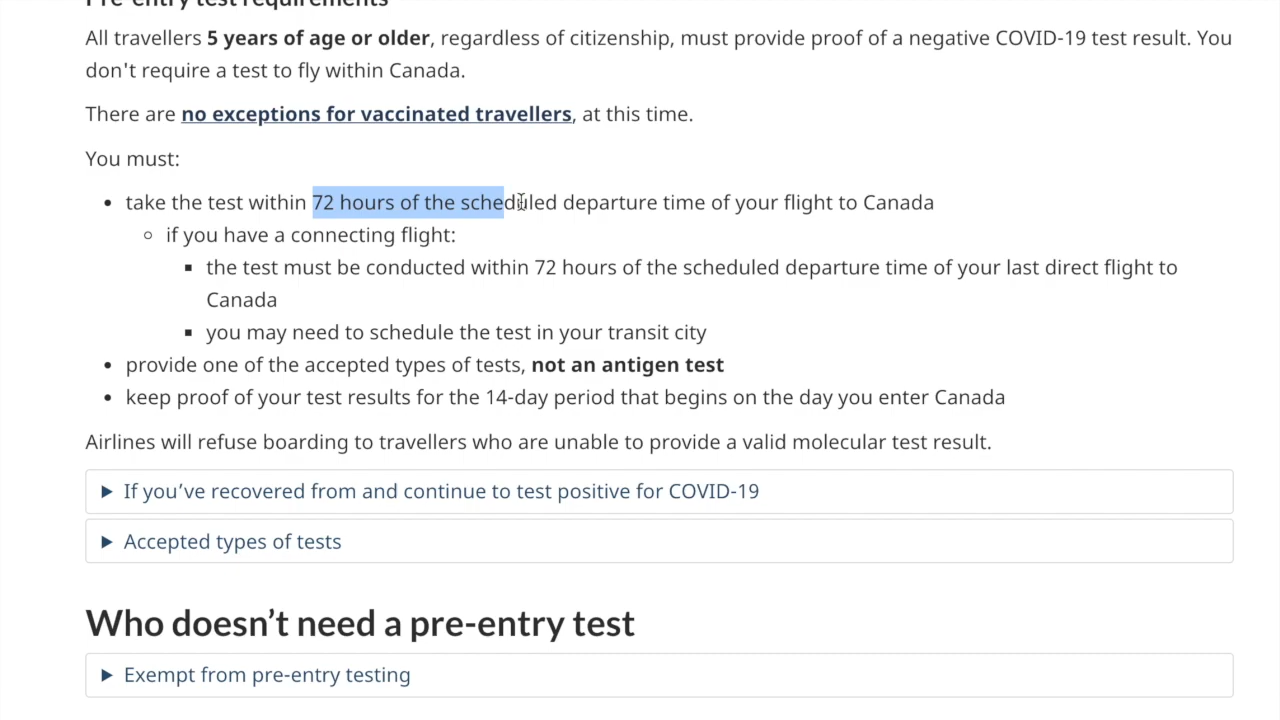 Pre-entry test requirements
All travellers 5 years of age or older, regardless of citizenship, must provide proof of a negative COVID-19 test result. You
don't require a test to fly within Canada.
There are no exceptions for vaccinated travellers, at this time.
You must:
• take the test within 72 hours of the scheduled departure time of your flight to Canada
◦ if you have a connecting flight:
▪ the test must be conducted within 72 hours of the scheduled departure time of your last direct flight to
Canada
▪ you may need to schedule the test in your transit city
• provide one of the accepted types of tests, not an antigen test
• keep proof of your test results for the 14-day period that begins on the day you enter Canada
Airlines will refuse boarding to travellers who are unable to provide a valid molecular test result.
▶ If you’ve recovered from and continue to test positive for COVID-19
▶ Accepted types of tests
Who doesn’t need a pre-entry test
▶ Exempt from pre-entry testing